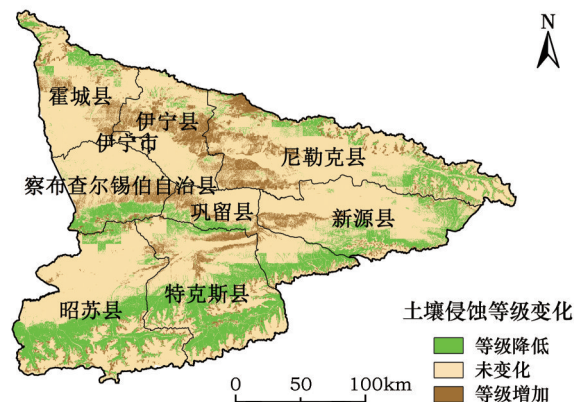 N
霍城县
伊宁县
伊宁市
尼勒克县
察布查尔锡伯自治县
巩留县
新源县
特克斯县
昭苏县
土壤侵蚀等级变化
等级降低
未变化
等级增加
0 50 100km